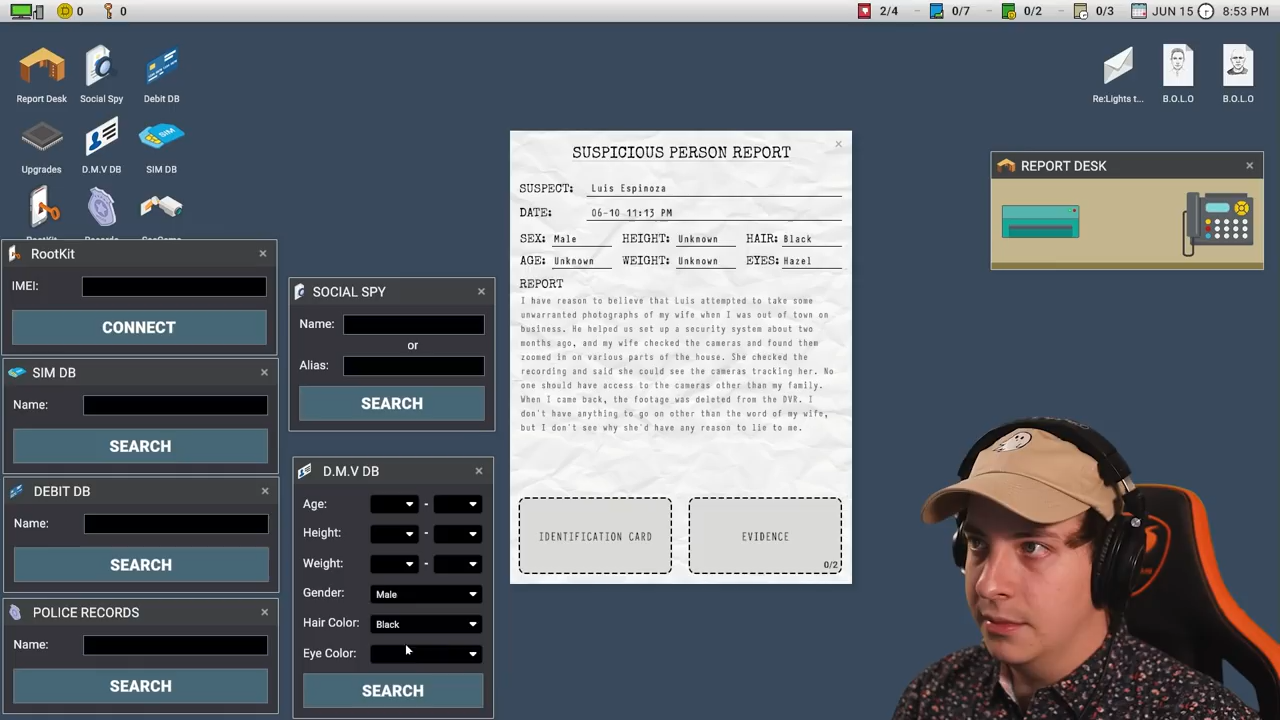 0
0
2/4
0/7
0/2
0/3
JUN 15
8:53 PM
Report Desk
Social Spy
Debit DB
Re:Lights t...
B.O.L.O
B.O.L.O
Upgrades
D.M.V DB
SIM DB
RootKit
IMEI:
CONNECT
SIM DB
Name:
SEARCH
DEBIT DB
Name:
SEARCH
POLICE RECORDS
Name:
SEARCH
SOCIAL SPY
Name:
or
Alias:
SEARCH
D.M.V DB
Age: -
Height: -
Weight: -
Gender: Male
Hair Color: Black
Eye Color:
SEARCH
SUSPICIOUS PERSON REPORT
SUSPECT: Luis Espinoza
DATE: 06-10 11:13 PM
SEX: Male HEIGHT: Unknown HAIR: Black
AGE: Unknown WEIGHT: Unknown EYES: Hazel
REPORT
I have reason to believe that Luis attempted to take some
unwarranted photographs of my wife when I was out of town on
business. He helped us set up a security system about two
months ago, and my wife checked the cameras and found them
zoomed in on various parts of the house. She checked the
recording and said she could see the cameras tracking her. No
one should have access to the cameras other than my family.
When I came back, the footage was deleted from the DVR. I
don't have anything to go on other than the word of my wife,
but I don't see why she'd have any reason to lie to me.
IDENTIFICATION CARD
EVIDENCE
0/2
REPORT DESK